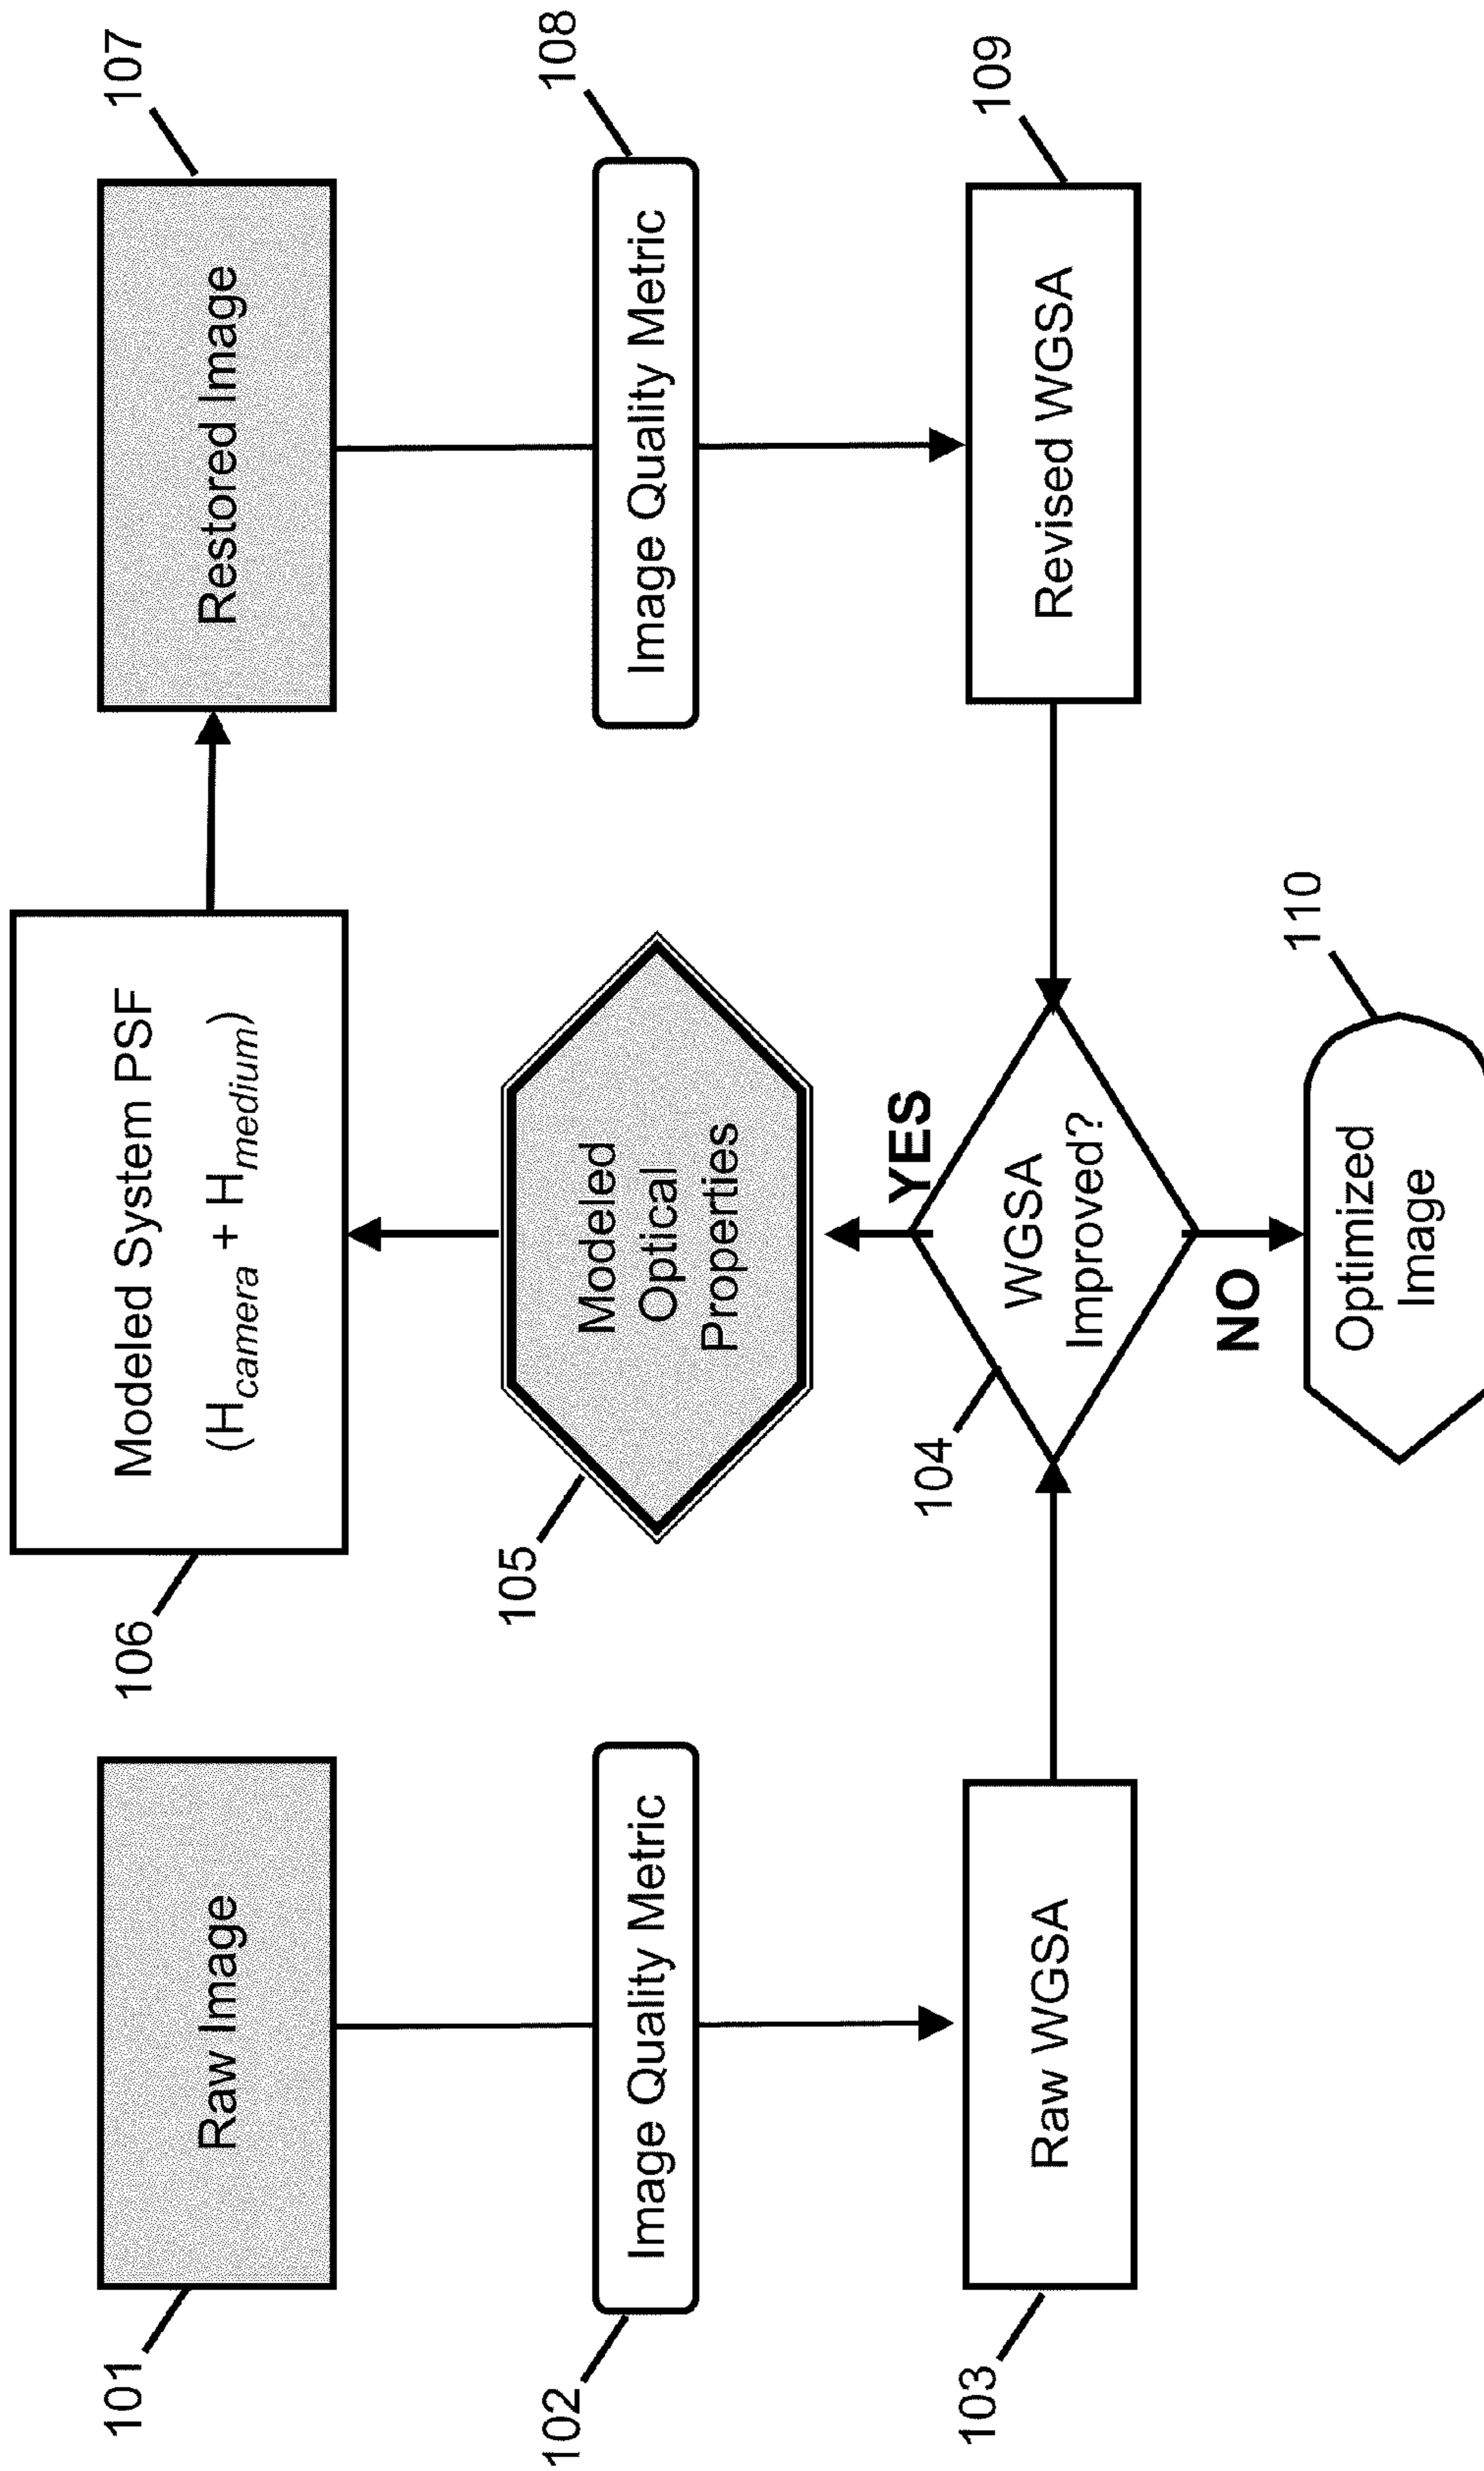 101
Raw Image
106
Modeled System PSF
(Hcamera + Hmedium)
107
Restored Image
102
Image Quality Metric
105
Modeled
Optical
Properties
108
Image Quality Metric
103
Raw WGSA
104
YES
WGSA
Improved?
NO
109
Revised WGSA
110
Optimized
Image